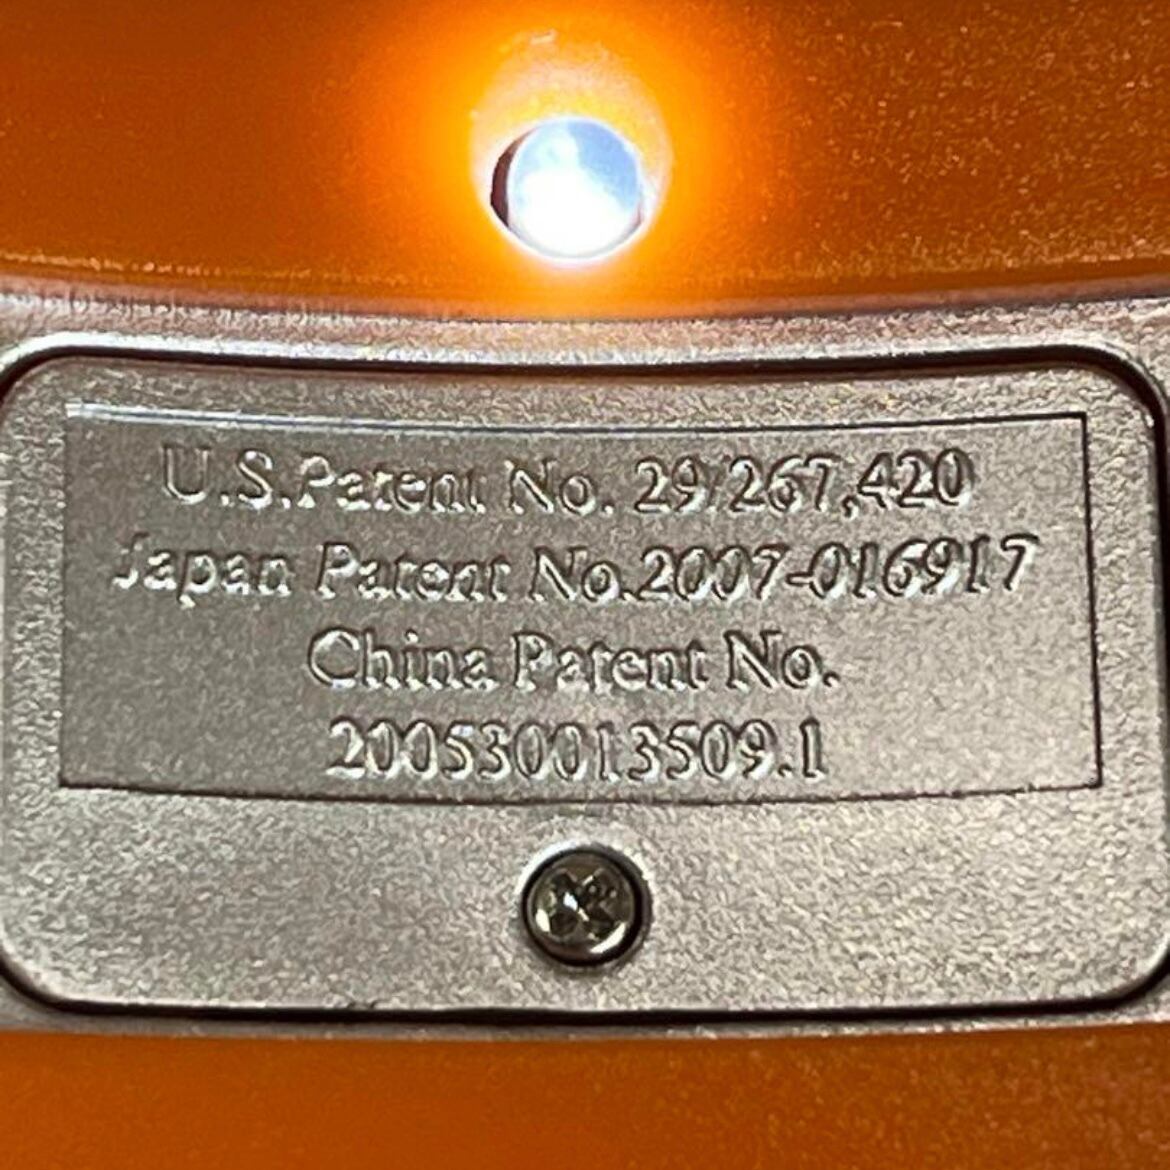 U.S.Patent No. 29/267,420
Japan Patent No.2007-016917
China Patent No.
200530013509.1